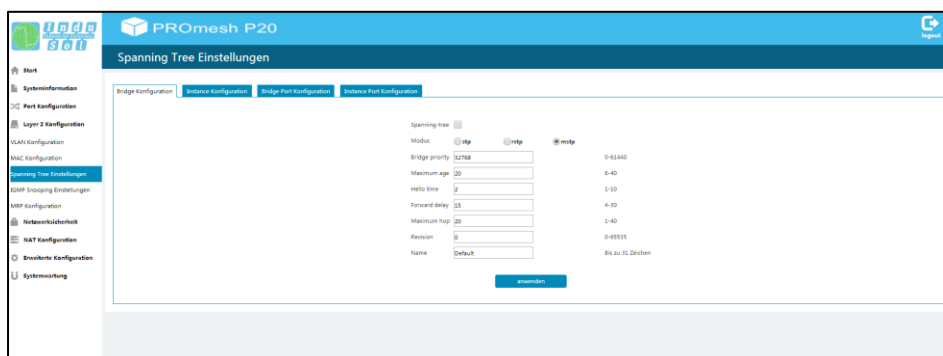 Indu
Sol
PROmesh P20
logout
Spanning Tree Einstellungen
Start
Systeminformation
Port Konfiguration
Layer 2 Konfiguration
VLAN Konfiguration
MAC Konfiguration
Spanning Tree Einstellungen
IGMP Snooping Einstellungen
MRP Konfiguration
Netzwerksicherheit
NAT Konfiguration
Erweiterte Konfiguration
Systemwartung
Bridge Konfiguration Instance Konfiguration Bridge Port Konfiguration Instance Port Konfiguration
Spanning-tree
Modus stp rstp mstp
Bridge priority 32768 0-61440
Maximum age 20 6-40
Hello time 2 1-10
Forward delay 15 4-30
Maximum hop 20 1-40
Revision 0 0-65535
Name Default Bis zu 31 Zeichen
anwenden